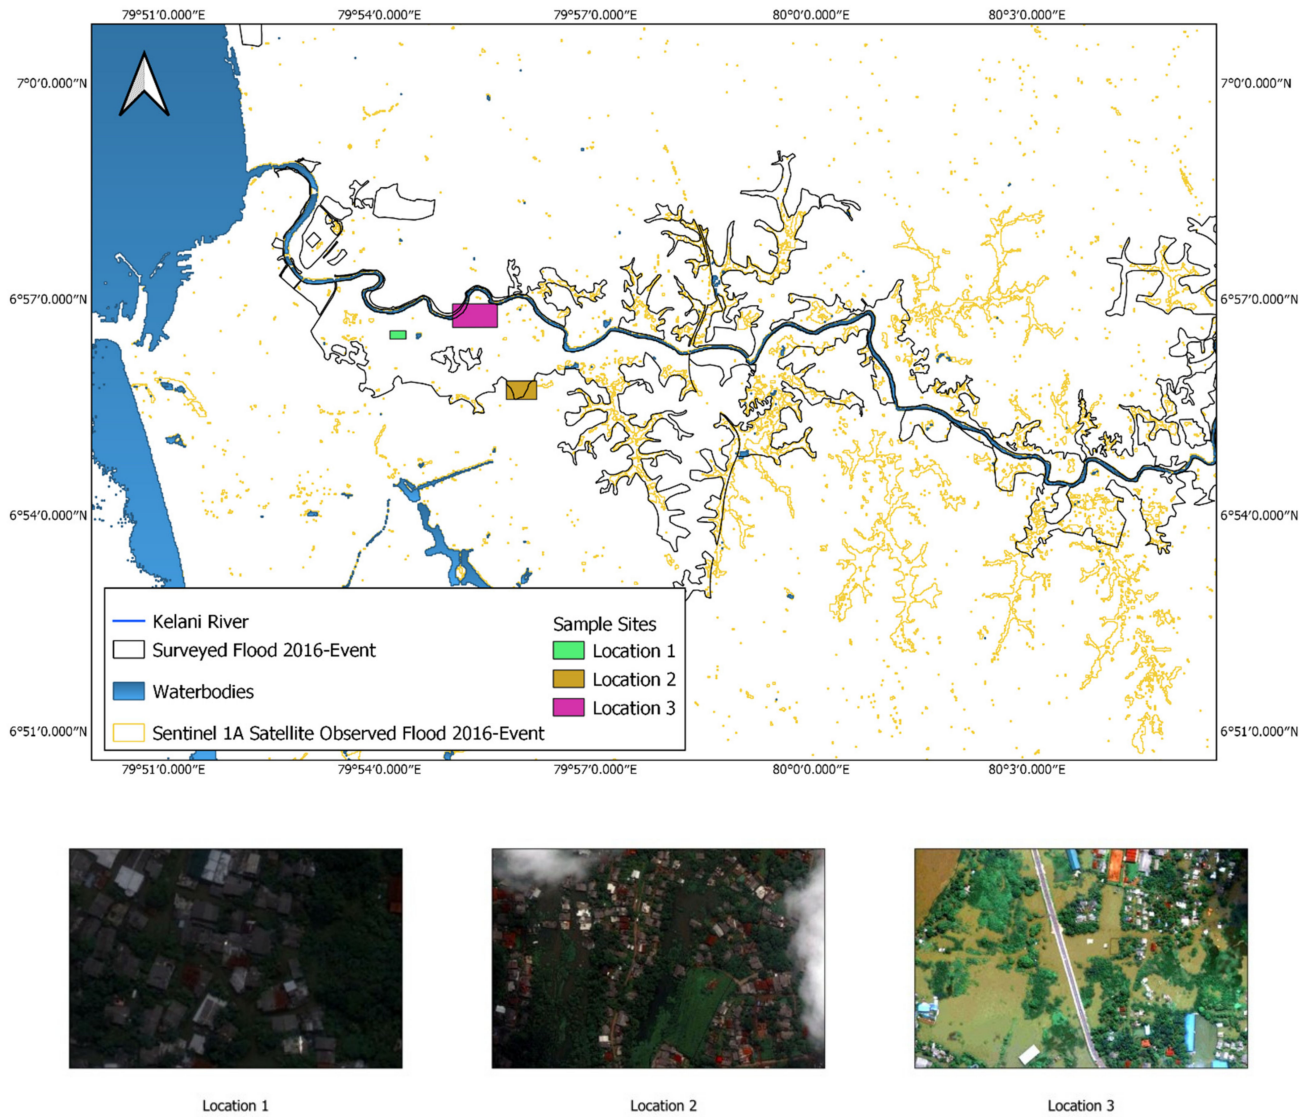 79°51′0.000″E 79°54′0.000″E 79°57′0.000″E 80°0′0.000″E 80°3′0.000″E
7°0′0.000″N 7°0′0.000″N
6°57′0.000″N 6°57′0.000″N
6°54′0.000″N 6°54′0.000″N
6°51′0.000″N 6°51′0.000″N
Kelani River
Surveyed Flood 2016-Event
Waterbodies
Sentinel 1A Satellite Observed Flood 2016-Event
Sample Sites
Location 1
Location 2
Location 3
79°51′0.000″E 79°54′0.000″E 79°57′0.000″E 80°0′0.000″E 80°3′0.000″E
Location 1 Location 2 Location 3